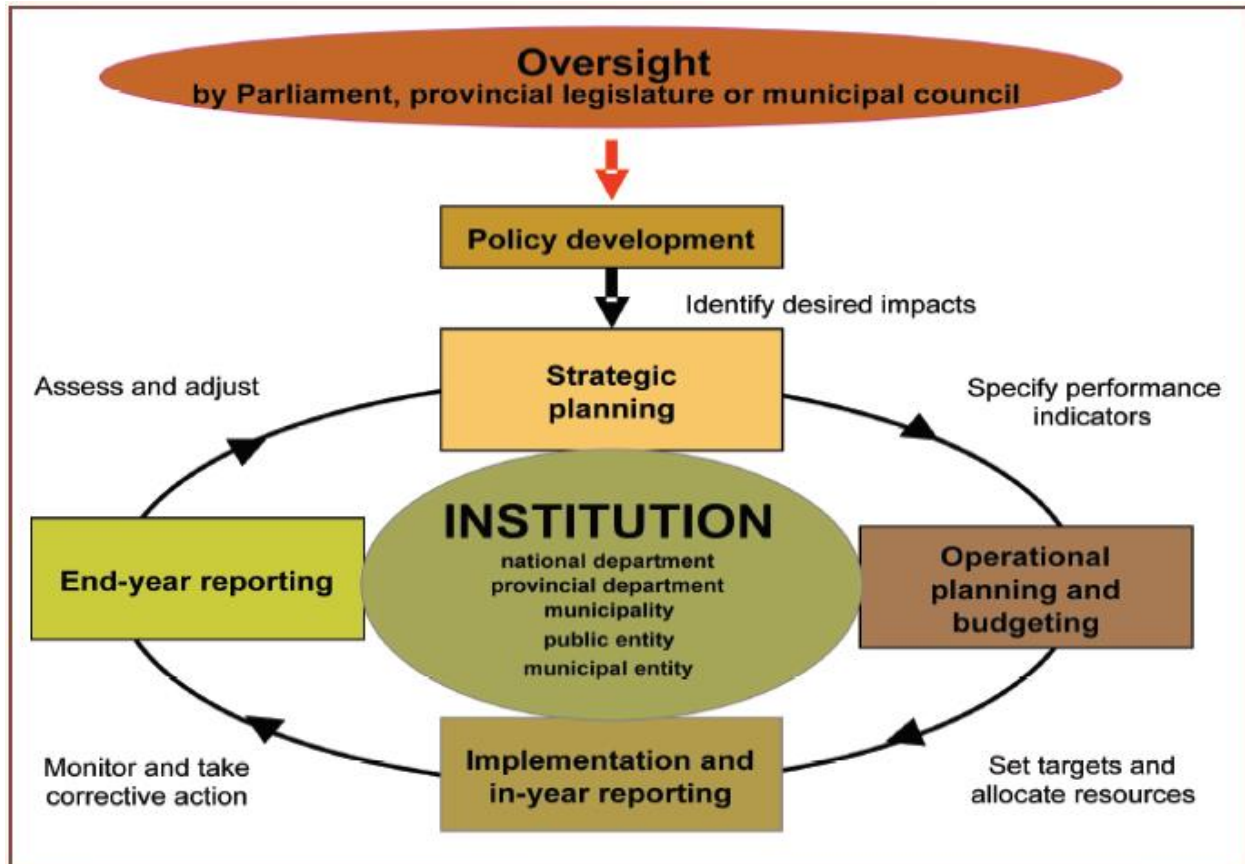 Oversight
by Parliament, provincial legislature or municipal council
Policy development
Identify desired impacts
Strategic
planning
Assess and adjust
Specify performance
indicators
INSTITUTION
national department
provincial department
municipality
public entity
municipal entity
End-year reporting
Operational
planning and
budgeting
Implementation and
in-year reporting
Monitor and take
corrective action
Set targets and
allocate resources